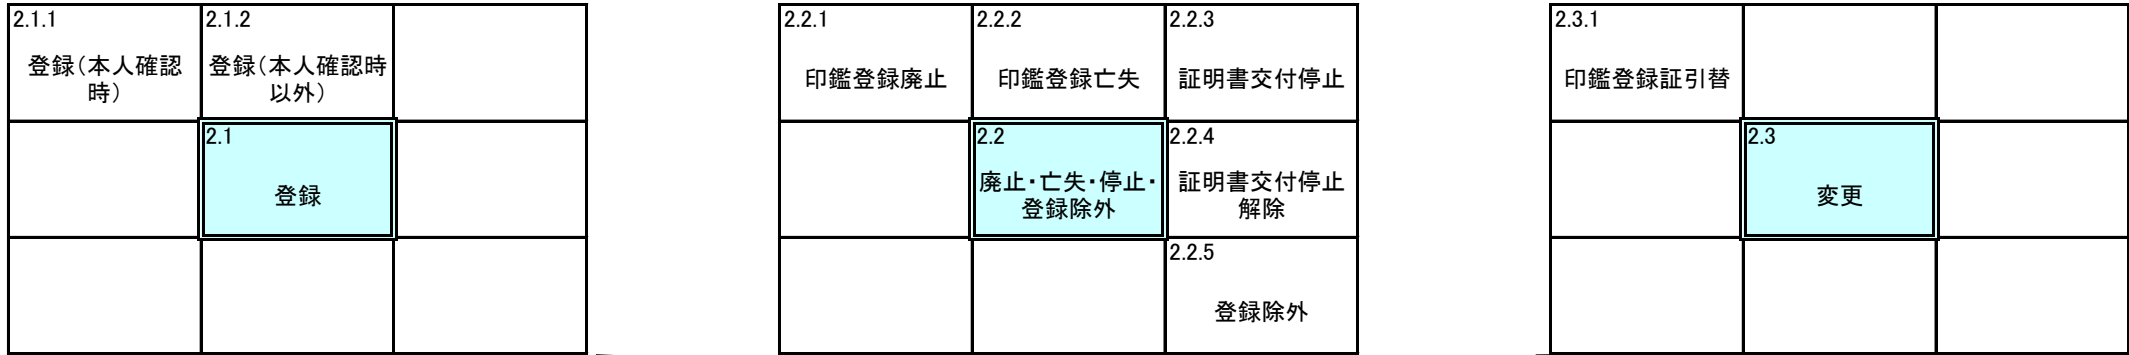 2.1.1
登録（本人確認
時）
2.1.2
登録（本人確認時
以外）
2.1
登録
2.2.1
印鑑登録廃止
2.2.2
印鑑登録亡失
2.2.3
証明書交付停止
2.2
廃止・亡失・停止・
登録除外
2.2.4
証明書交付停止
解除
2.2.5
登録除外
2.3.1
印鑑登録証引替
2.3
変更